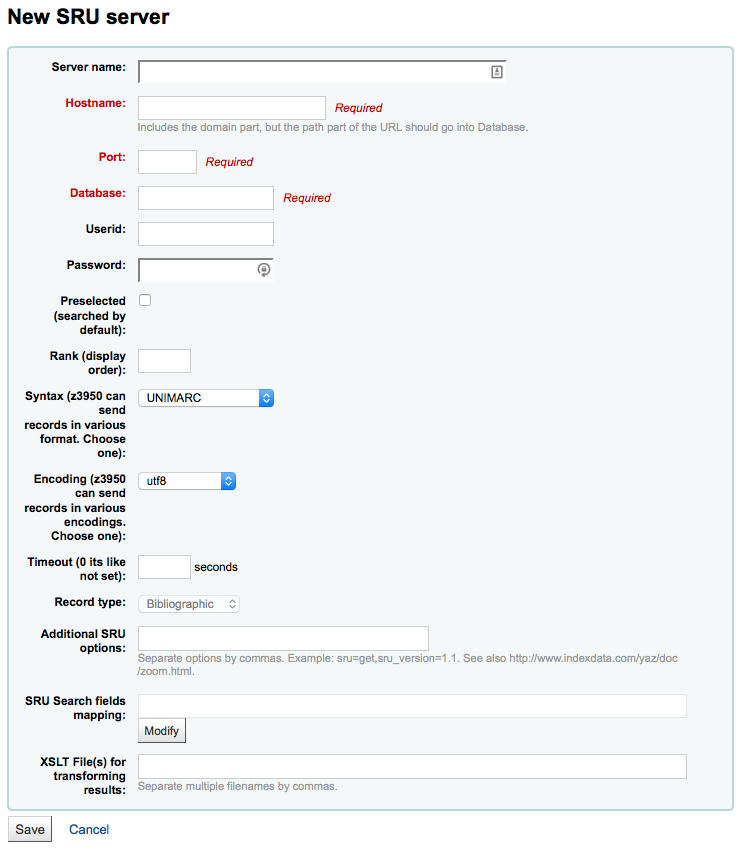 New SRU server
Server name:
Hostname: Required
Includes the domain part, but the path part of the URL should go into Database.
Port: Required
Database: Required
Userid:
Password:
Preselected
(searched by
default):
Rank (display
order):
Syntax (z3950 can UNIMARC
send
records in various
format. Choose
one):
Encoding (z3950 utf8
can send
records in various
encodings.
Choose one):
Timeout (0 its like seconds
not set):
Record type: Bibliographic
Additional SRU
options:
Separate options by commas. Example: sru=get,sru_version=1.1. See also http://www.indexdata.com/yaz/doc
/zoom.html.
SRU Search fields
mapping:
Modify
XSLT File(s) for
transforming
results:
Separate multiple filenames by commas.
Save Cancel